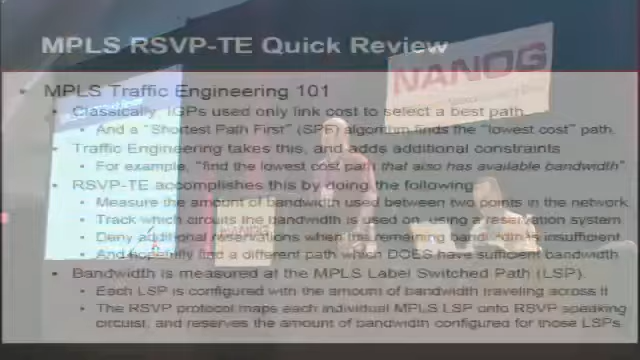 MPLS RSVP-TE Quick Review
NANOG
MPLS Traffic Engineering 101
Classically, IGPs used only link cost to select a best path.
And a "Shortest Path First" (SPF) algorithm finds the "lowest cost" path.
Traffic Engineering takes this, and adds additional constraints
For example, "find the lowest cost path that also has available bandwidth"
RSVP-TE accomplishes this by doing the following
Measure the amount of bandwidth used between two points in the network
Track which circuits the bandwidth is used on, using a reservation system
Deny additional reservations when the remaining bandwidth is insufficient
And hopefully find a different path which DOES have sufficient bandwidth
Bandwidth is measured at the MPLS Label Switched Path (LSP).
Each LSP is configured with the amount of bandwidth traveling across it
The RSVP protocol maps each individual MPLS LSP onto RSVP speaking
circuist, and reserves the amount of bandwidth configured for those LSPs.